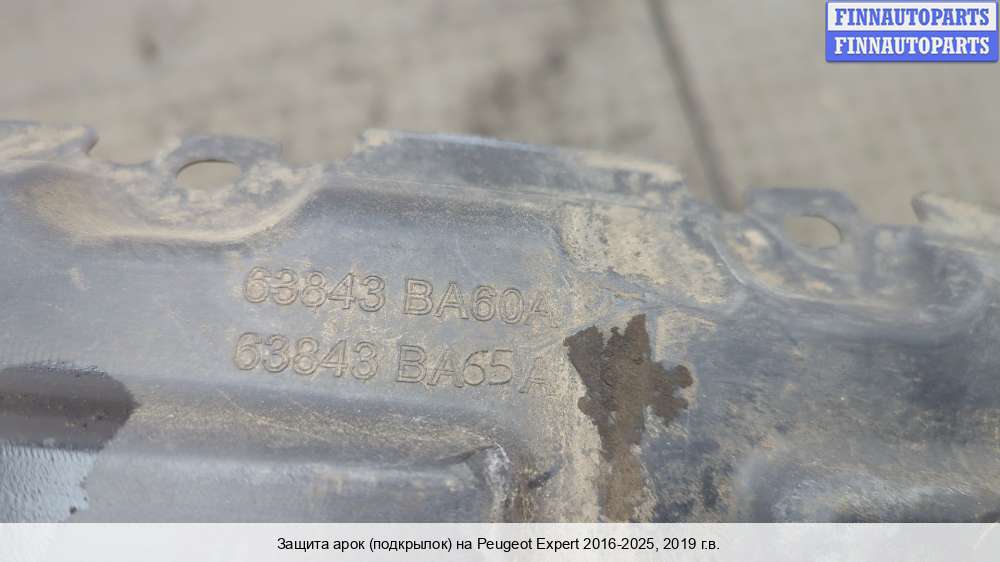 FINNAUTOPARTS
FINNAUTOPARTS
63843 BA60A
63843 BA65A
Защита арок (подкрылок) на Peugeot Expert 2016-2025, 2019 г.в.